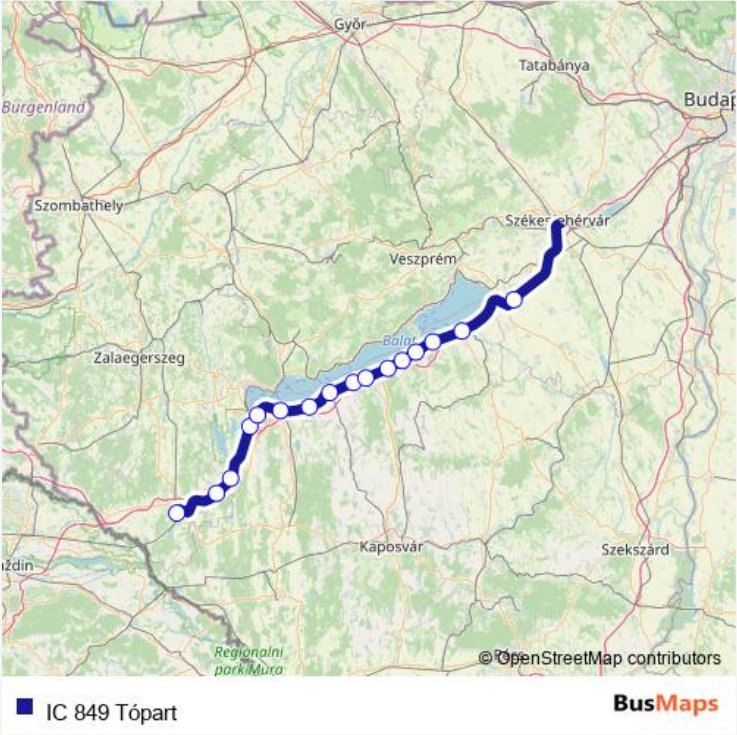 Győr
Tatabánya
Budap
Burgenland
Szombathely
Székesfehérvár
Veszprém
Balat
Zalaegerszeg
Kaposvár
Szekszárd
aždin
Regionalni
park Mura
© OpenStreetMap contributors
IC 849 Tópart
BusMaps